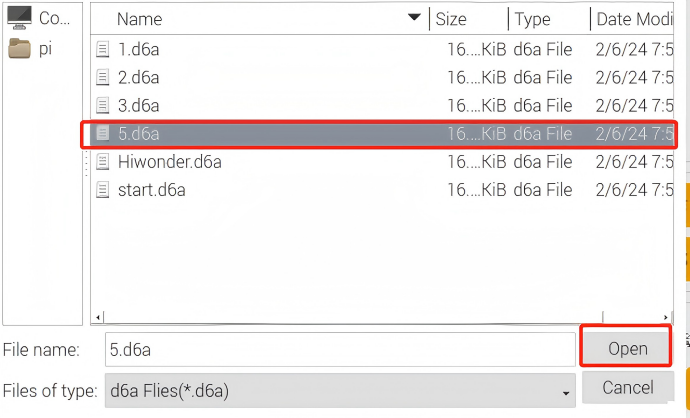 Co...
pi
Name Size Type Date Modi
1.d6a 16....KiB d6a File 2/6/24 7:5
2.d6a 16....KiB d6a File 2/6/24 7:5
3.d6a 16....KiB d6a File 2/6/24 7:5
5.d6a 16....KiB d6a File 2/6/24 7:5
Hiwonder.d6a 16....KiB d6a File 2/6/24 7:5
start.d6a 16....KiB d6a File 2/6/24 7:5
File name: 5.d6a Open
Files of type: d6a Flies(*.d6a) Cancel